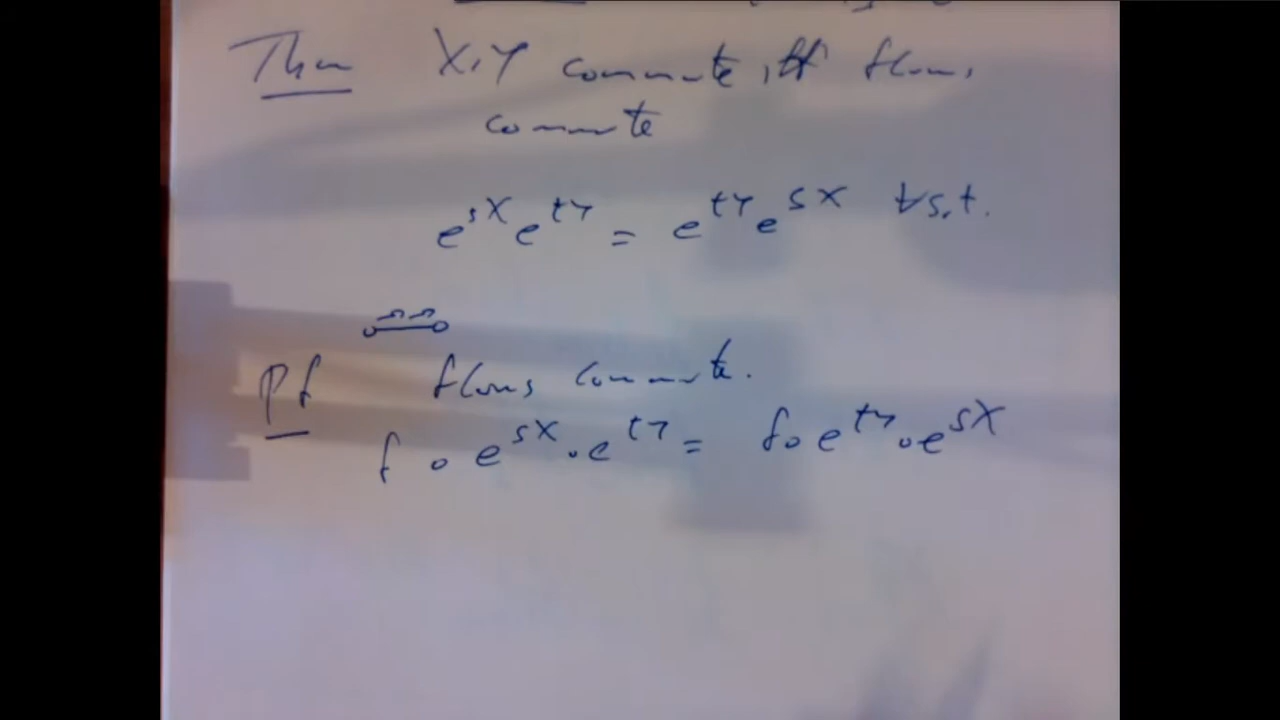 Thm X,Y commute iff flows
commute
e^{sX} e^{tY} = e^{tY} e^{sX} ∀s,t.
Pf flows commute.
f ∘ e^{sX} ∘ e^{tY} = f ∘ e^{tY} ∘ e^{sX}